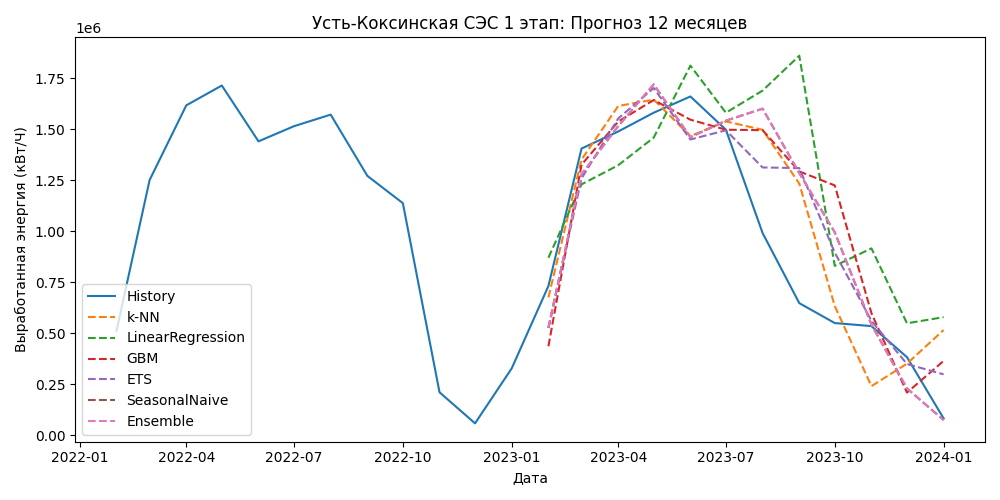 Усть-Коксинская СЭС 1 этап: Прогноз 12 месяцев
1e6
Выработанная энергия (кВт/Ч)
1.75
1.50
1.25
1.00
0.75
0.50
0.25
0.00
History
k-NN
LinearRegression
GBM
ETS
SeasonalNaive
Ensemble
2022-01 2022-04 2022-07 2022-10 2023-01 2023-04 2023-07 2023-10 2024-01
Дата